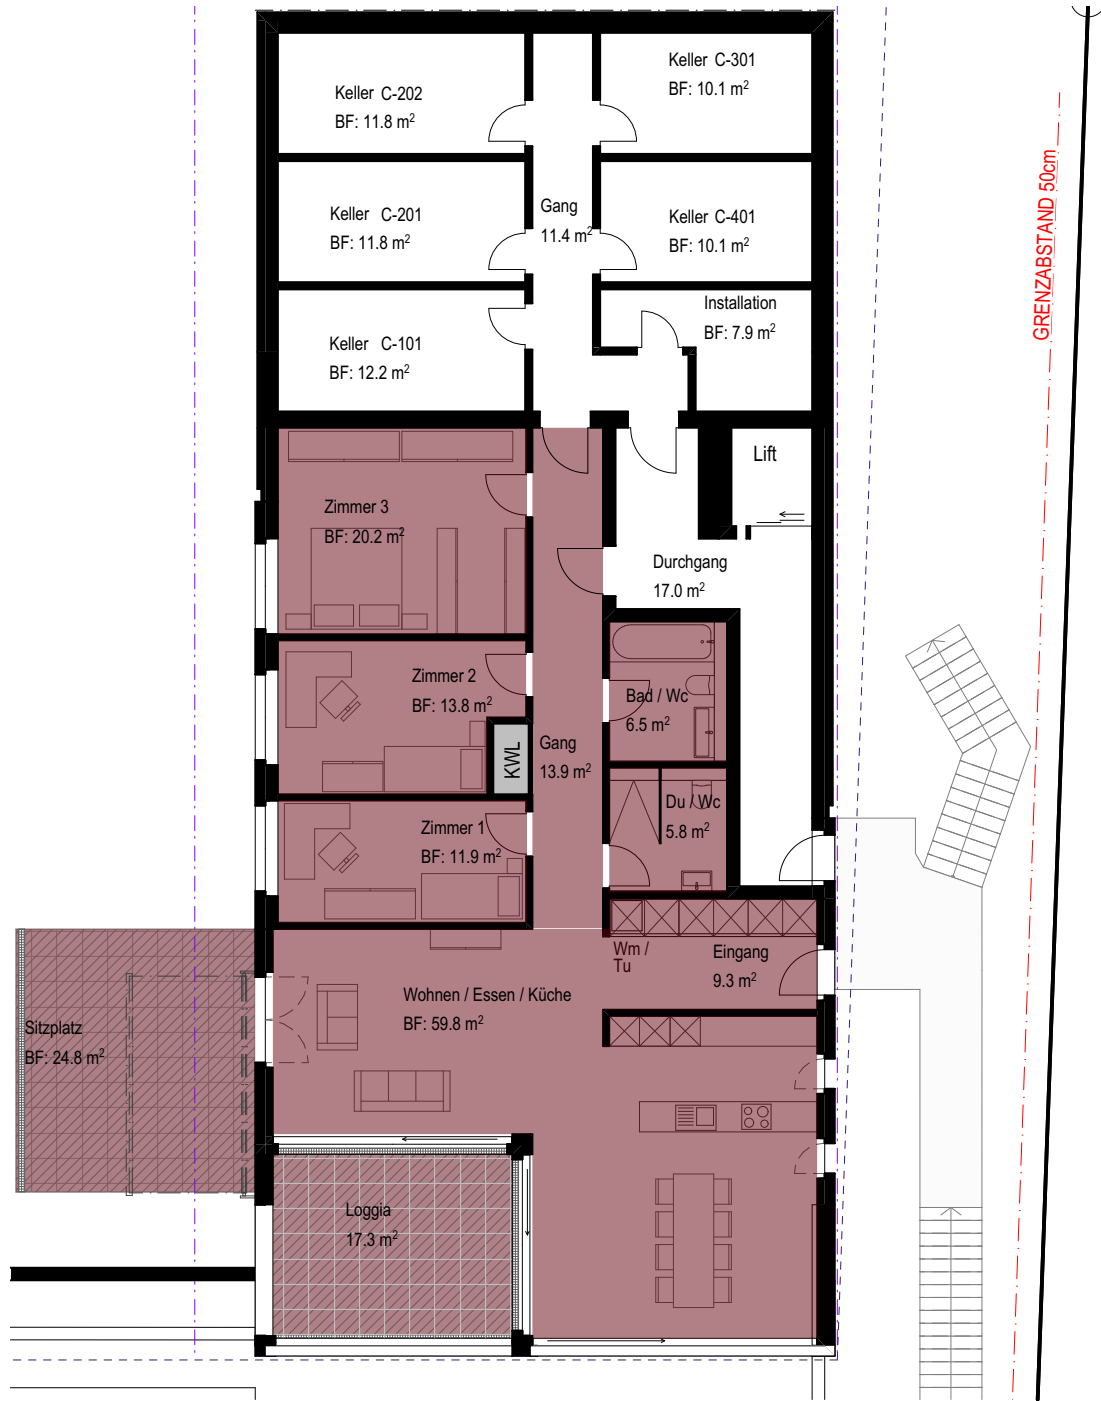 Keller C-202
BF: 11.8 m²
Keller C-301
BF: 10.1 m²
Keller C-201
BF: 11.8 m²
Gang
11.4 m²
Keller C-401
BF: 10.1 m²
GRENZABSTAND 50cm
Keller C-101
BF: 12.2 m²
Installation
BF: 7.9 m²
Lift
Zimmer 3
BF: 20.2 m²
Durchgang
17.0 m²
Zimmer 2
BF: 13.8 m²
Bad / Wc
6.5 m²
KWL
Gang
13.9 m²
Zimmer 1
BF: 11.9 m²
Du / Wc
5.8 m²
Wm /
Tu
Eingang
9.3 m²
Wohnen / Essen / Küche
BF: 59.8 m²
Sitzplatz
BF: 24.8 m²
Loggia
17.3 m²